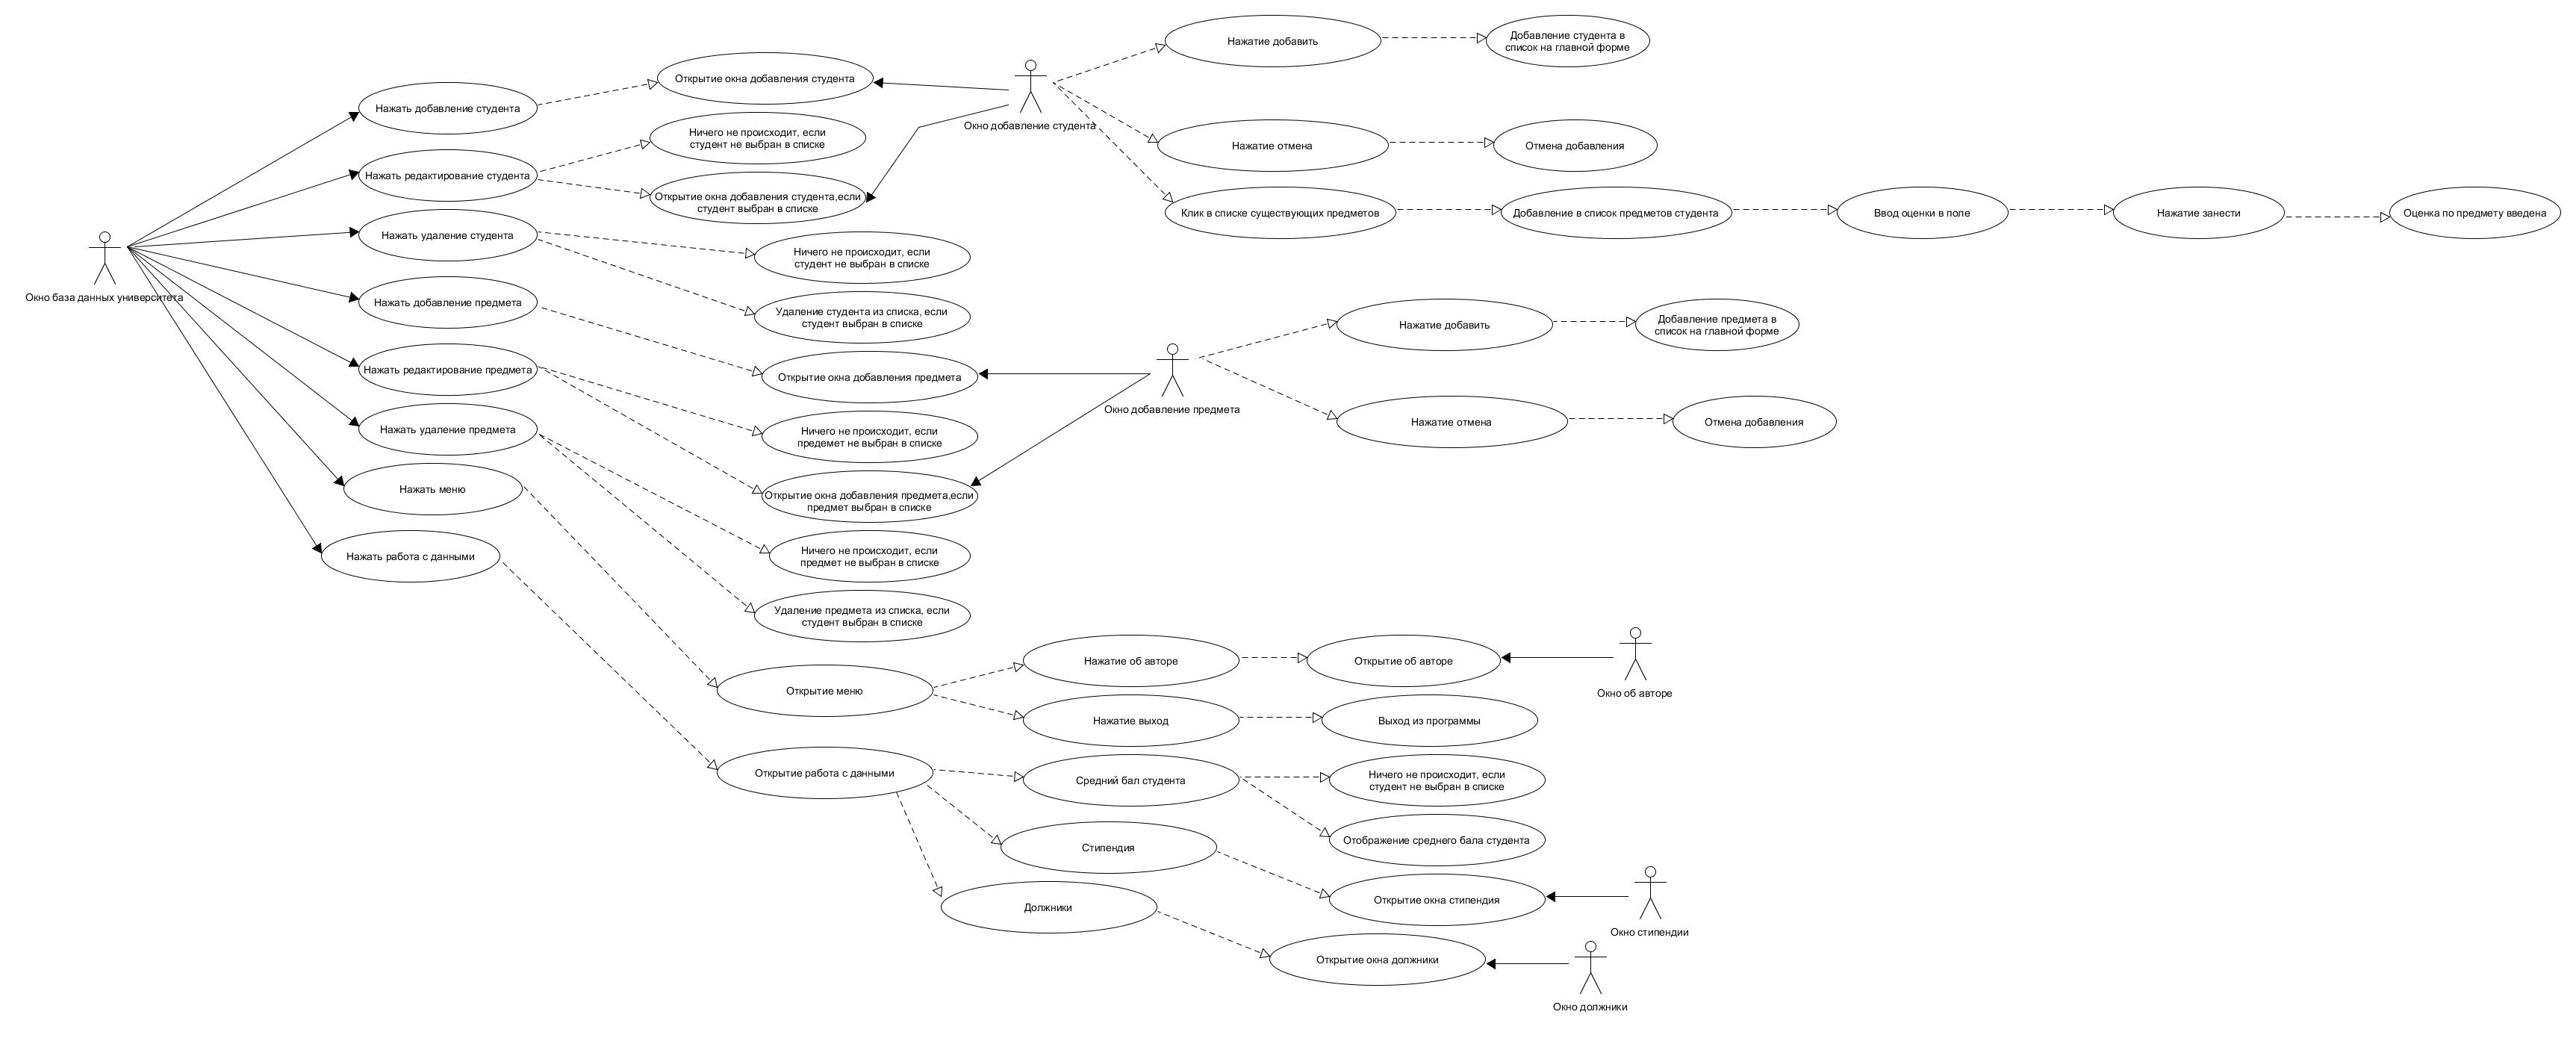 Нажатие добавить
Добавление студента в
список на главной форме
Открытие окна добавления студента
Нажать добавление студента
Окно добавление студента
Ничего не происходит, если
студент не выбран в списке
Нажатие отмена
Отмена добавления
Нажать редактирование студента
Открытие окна добавления студента,если
студент выбран в списке
Клик в списке существующих предметов
Добавление в список предметов студента
Ввод оценки в поле
Нажатие занести
Оценка по предмету введена
Нажать удаление студента
Ничего не происходит, если
студент не выбран в списке
Окно база данных университета
Нажать добавление предмета
Удаление студента из списка, если
студент выбран в списке
Нажатие добавить
Добавление предмета в
список на главной форме
Нажать редактирование предмета
Открытие окна добавления предмета
Окно добавление предмета
Нажатие отмена
Отмена добавления
Нажать удаление предмета
Ничего не происходит, если
предемет не выбран в списке
Нажать меню
Открытие окна добавления предмета,если
предмет выбран в списке
Нажать работа с данными
Ничего не происходит, если
предмет не выбран в списке
Удаление предмета из списка, если
студент выбран в списке
Нажатие об авторе
Открытие об авторе
Окно об авторе
Открытие меню
Нажатие выход
Выход из программы
Открытие работа с данными
Средний бал студента
Ничего не происходит, если
студент не выбран в списке
Отображение среднего бала студента
Стипендия
Открытие окна стипендия
Окно стипендии
Должники
Открытие окна должники
Окно должники